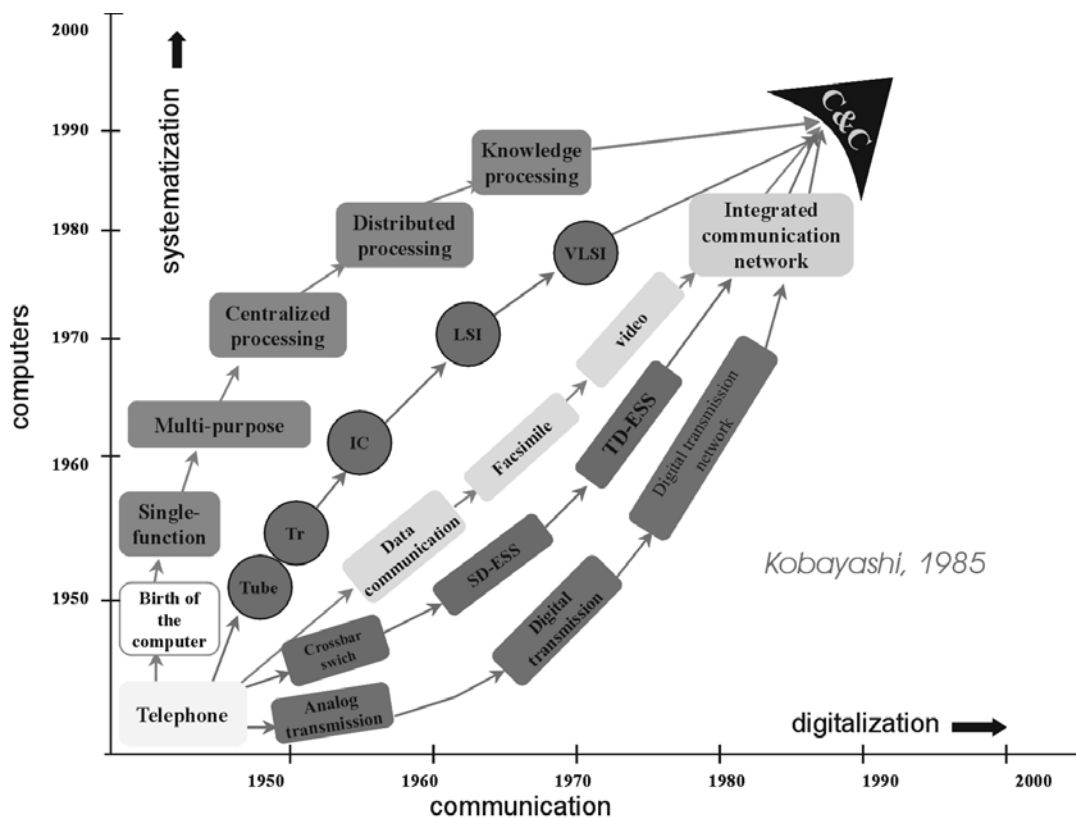 2000
1990
1980
1970
1960
1950
computers
systematization
C&C
Knowledge
processing
Distributed
processing
Centralized
processing
Multi-purpose
Single-
function
Birth of
the
computer
Telephone
Tube
Tr
IC
LSI
VLSI
Data
communication
Facsimile
video
Integrated
communication
network
Crossbar
swich
SD-ESS
TD-ESS
Analog
transmission
Digital
transmission
Digital transmission
network
Kobayashi, 1985
digitalization
1950
1960
1970
1980
1990
2000
communication